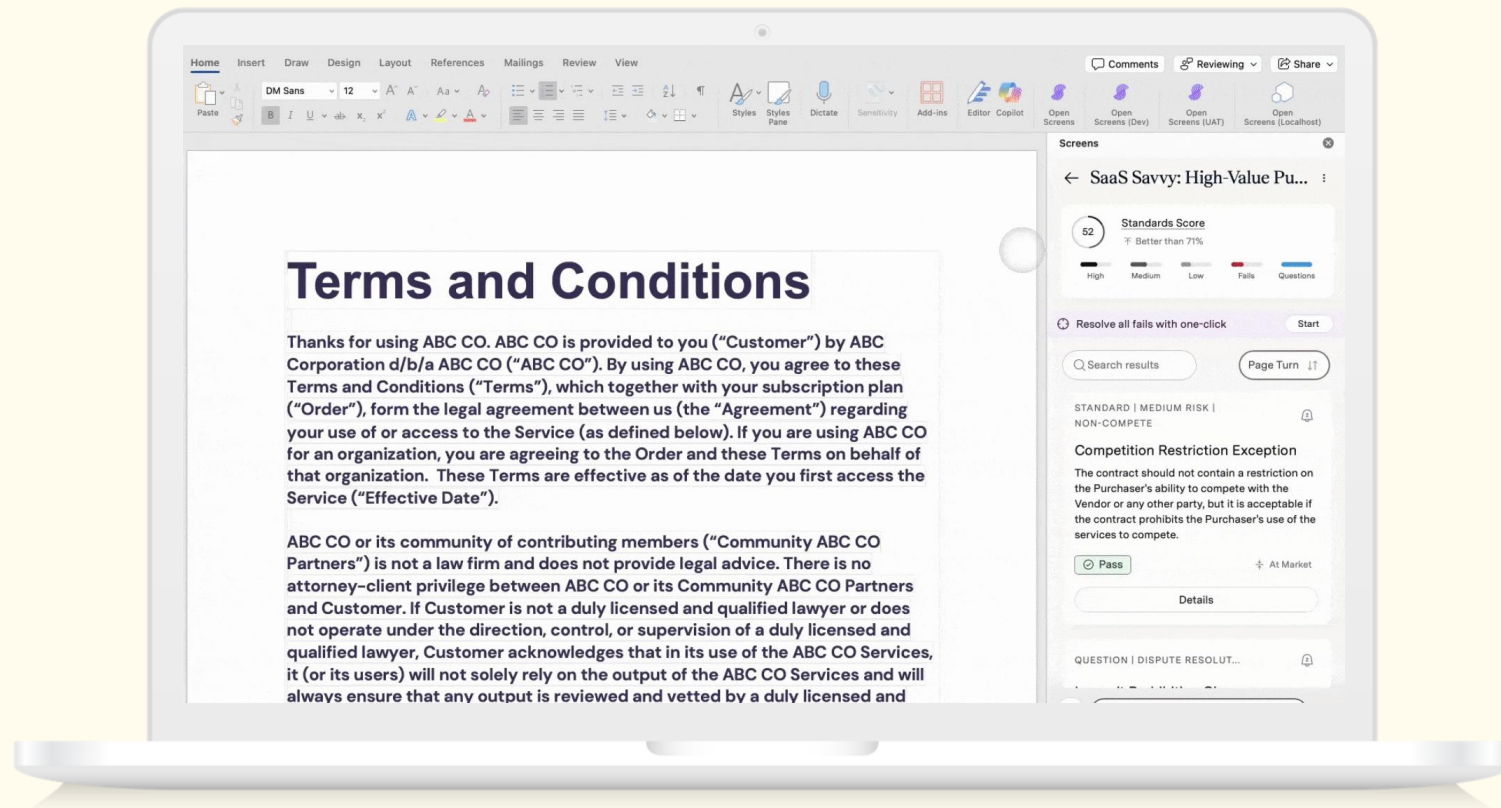 Home Insert Draw Design Layout References Mailings Review View
Comments Reviewing Share
DM Sans 12
Paste
Styles
Styles Pane
Dictate
Sensitivity
Add-ins
Editor Copilot
Open Screens
Open Screens (Dev)
Open Screens (UAT)
Open Screens (Localhost)
Terms and Conditions
Thanks for using ABC CO. ABC CO is provided to you (“Customer”) by ABC
Corporation d/b/a ABC CO (“ABC CO”). By using ABC CO, you agree to these
Terms and Conditions (“Terms”), which together with your subscription plan
(“Order”), form the legal agreement between us (the “Agreement”) regarding
your use of or access to the Service (as defined below). If you are using ABC CO
for an organization, you are agreeing to the Order and these Terms on behalf of
that organization.  These Terms are effective as of the date you first access the
Service (“Effective Date”).
ABC CO or its community of contributing members (“Community ABC CO
Partners”) is not a law firm and does not provide legal advice. There is no
attorney-client privilege between ABC CO or its Community ABC CO Partners
and Customer. If Customer is not a duly licensed and qualified lawyer or does
not operate under the direction, control, or supervision of a duly licensed and
qualified lawyer, Customer acknowledges that in its use of the ABC CO Services,
it (or its users) will not solely rely on the output of the ABC CO Services and will
always ensure that any output is reviewed and vetted by a duly licensed and
Screens
SaaS Savvy: High-Value Pu...
52
Standards Score
Better than 71%
High Medium Low Fails Questions
Resolve all fails with one-click Start
Search results
Page Turn
STANDARD | MEDIUM RISK |
NON-COMPETE
Competition Restriction Exception
The contract should not contain a restriction on
the Purchaser's ability to compete with the
Vendor or any other party, but it is acceptable if
the contract prohibits the Purchaser's use of the
services to compete.
Pass
At Market
Details
QUESTION | DISPUTE RESOLUT...